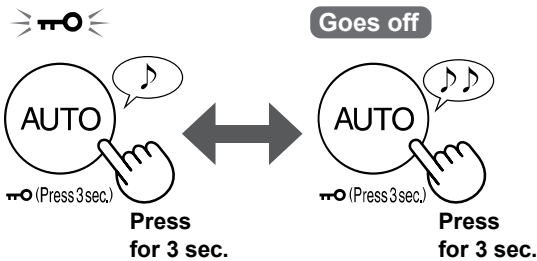 Goes off
AUTO
(Press 3 sec.)
Press
for 3 sec.
AUTO
(Press 3 sec.)
Press
for 3 sec.